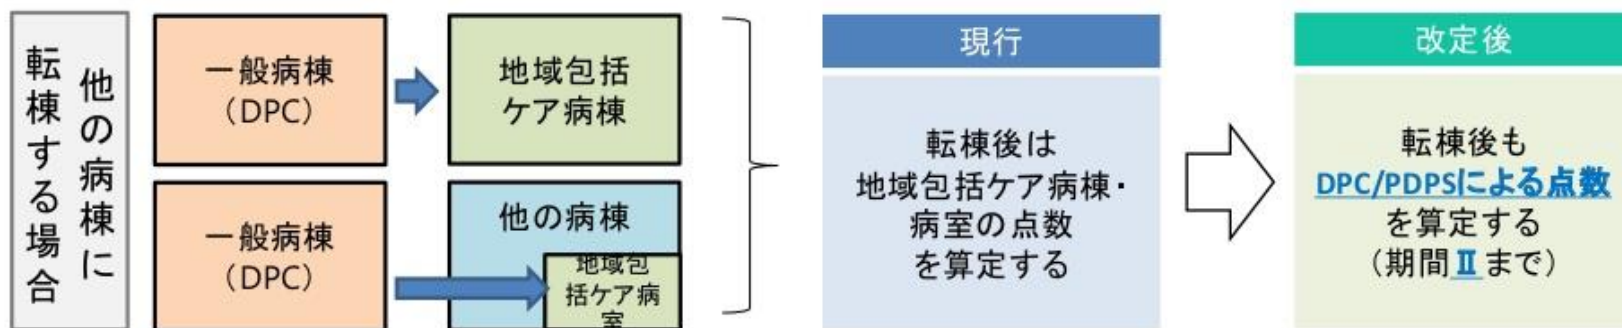 他の病棟に
転棟する場合
一般病棟
（DPC）
地域包括
ケア病棟
一般病棟
（DPC）
他の病棟
地域包
括ケア病
室
現行
転棟後は
地域包括ケア病棟・
病室の点数
を算定する
改定後
転棟後も
DPC/PDPSによる点数
を算定する
（期間Ⅱまで）